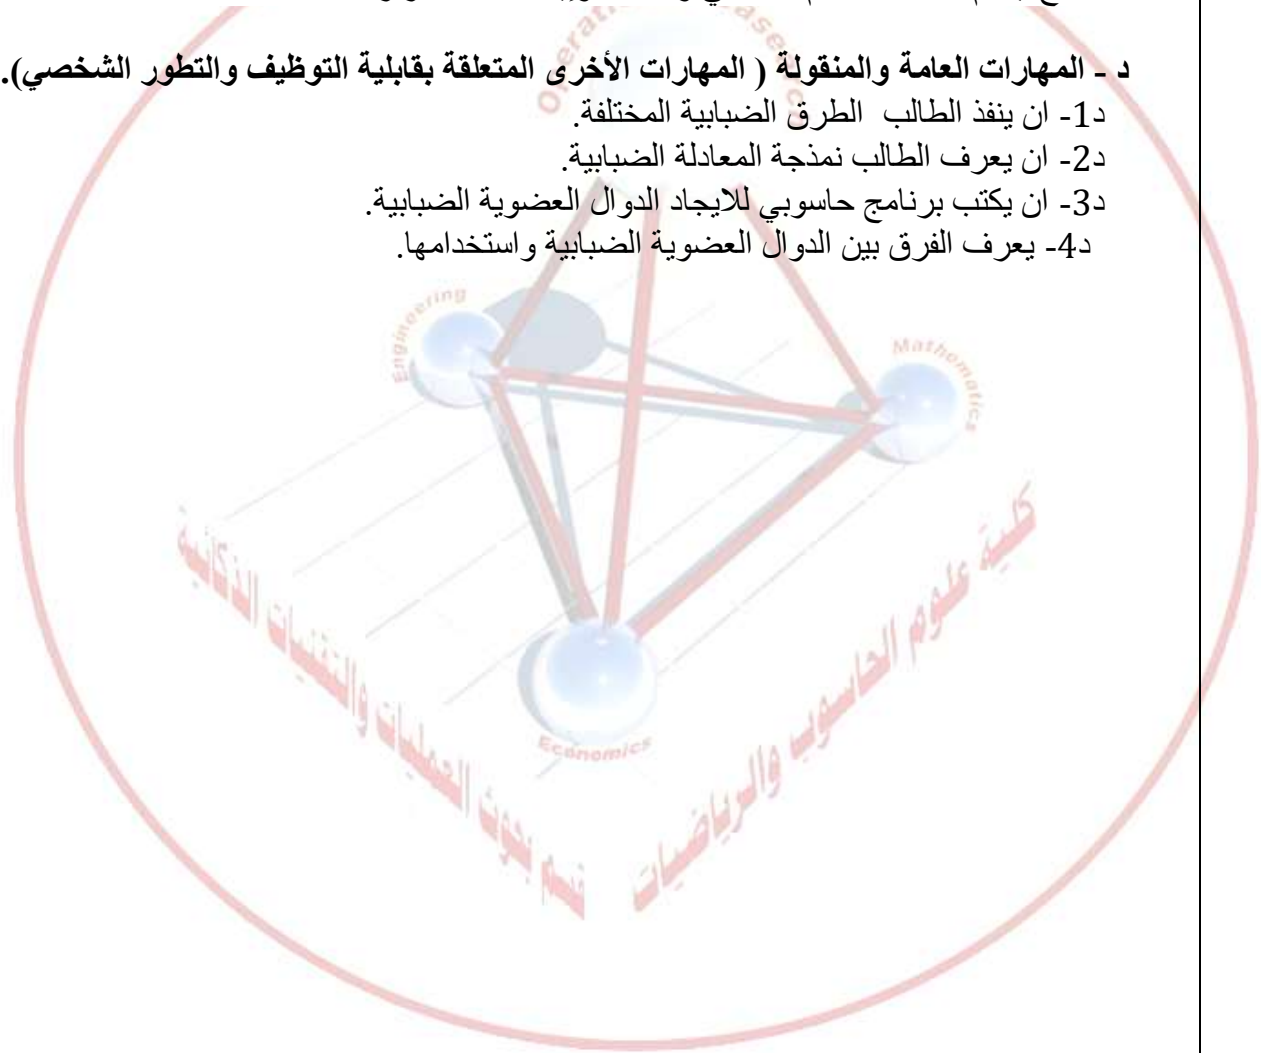 د - المهارات العامة والمنقولة ( المهارات الأخرى المتعلقة بقابلية التوظيف والتطور الشخصي).
د1- ان ينفذ الطالب الطرق الضبابية المختلفة.
د2- ان يعرف الطالب نمذجة المعادلة الضبابية.
د3- ان يكتب برنامج حاسوبي للايجاد الدوال العضوية الضبابية.
د4- يعرف الفرق بين الدوال العضوية الضبابية واستخدامها.
Engineering
Mathematics
Economics
كلية علوم الحاسوب والرياضيات
قسم بحوث العمليات والتقنيات الذكائية